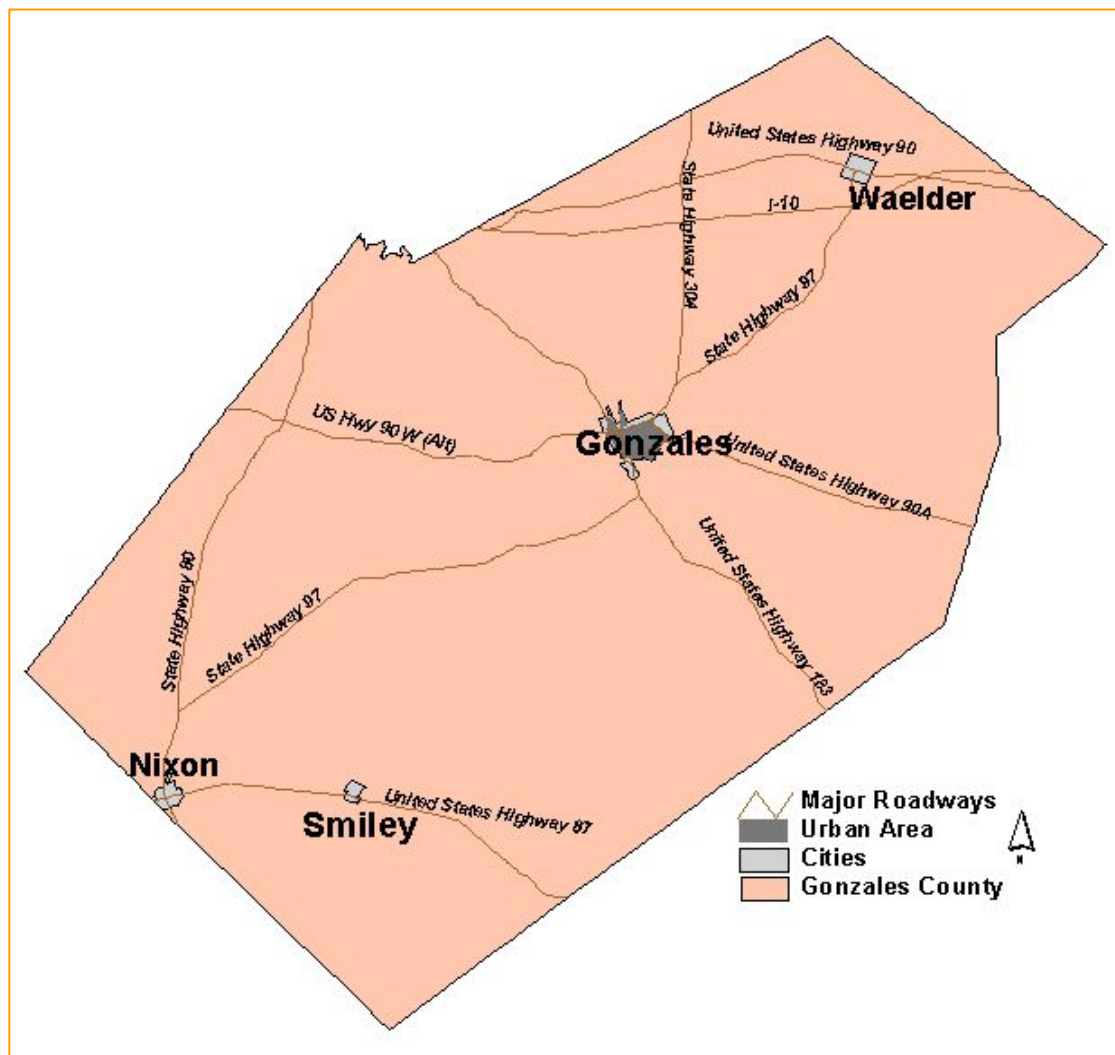 United States Highway 90
Waelder
I-10
State Highway 304
State Highway 97
US Hwy 90 W (Alt)
Gonzales
United States Highway 90A
United States Highway 183
State Highway 80
State Highway 97
Nixon
Smiley
United States Highway 87
Major Roadways
Urban Area
Cities
Gonzales County
N